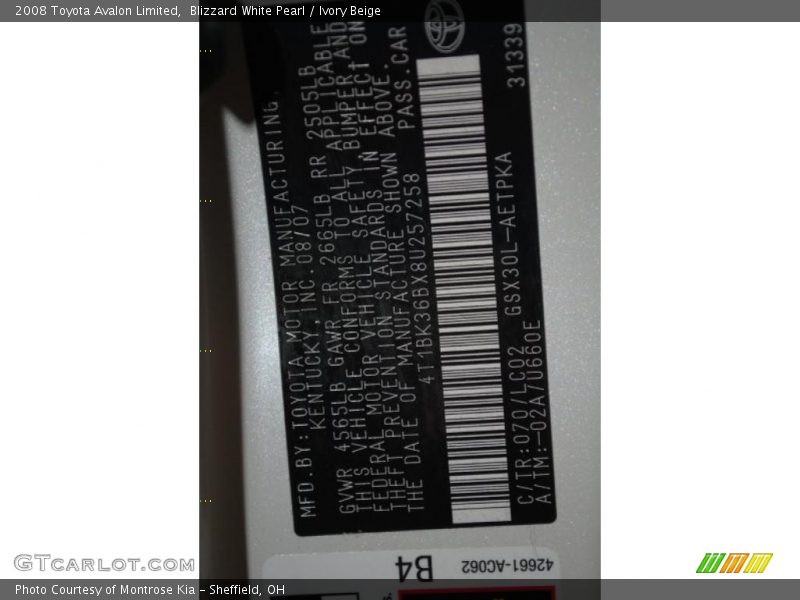 2008 Toyota Avalon Limited,  Blizzard White Pearl / Ivory Beige
MFD.BY:TOYOTA MOTOR MANUFACTURING,
KENTUCKY, INC.08/07
GVWR 4565LB GAWR FR 2665LB RR 2505LB
THIS VEHICLE CONFORMS TO ALL APPLICABLE
FEDERAL MOTOR VEHICLE SAFETY, BUMPER AND
THEFT PREVENTION STANDARDS IN EFFECT ON
THE DATE OF MANUFACTURE SHOWN ABOVE.
4T1BK36BX8U257258 PASS.CAR
C/TR:070/LC02 GSX30L-AETPKA 31339
A/TM:-02A/U660E
42661-AC062 B4
GTcarlot.com
Photo Courtesy of Montrose Kia - Sheffield, OH